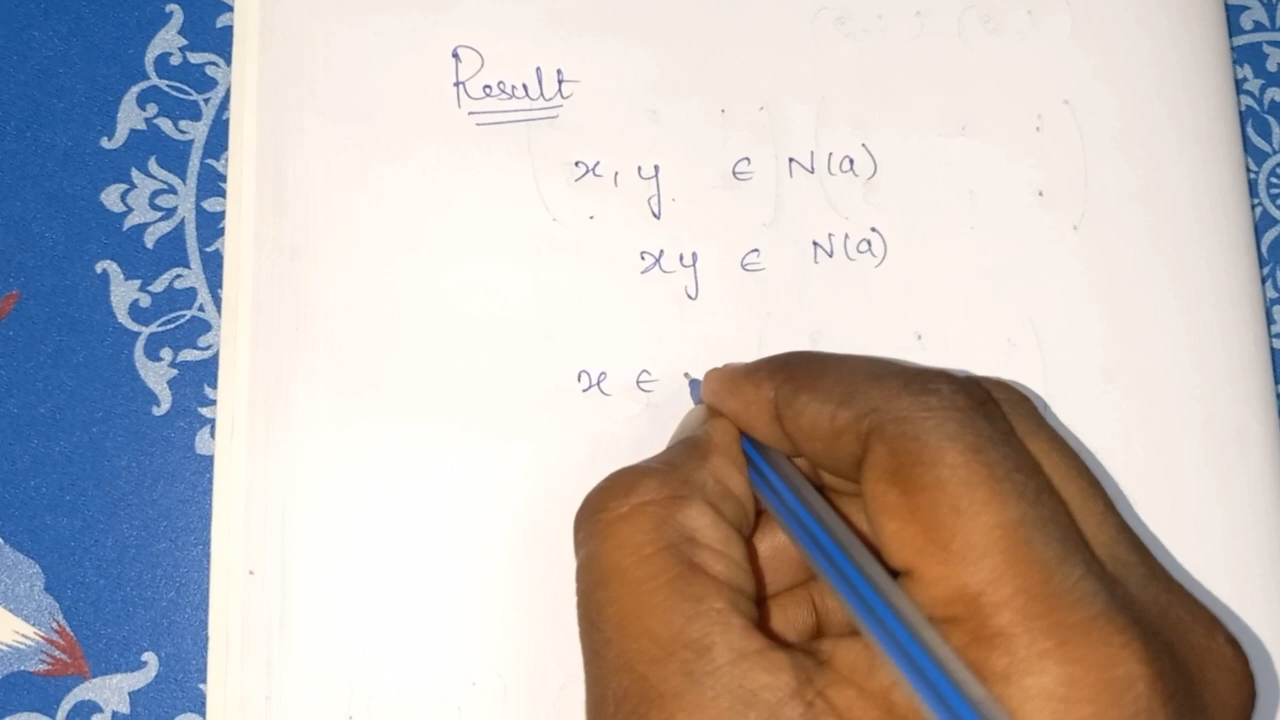 Result
x, y ∈ N(a)
xy ∈ N(a)
x ∈